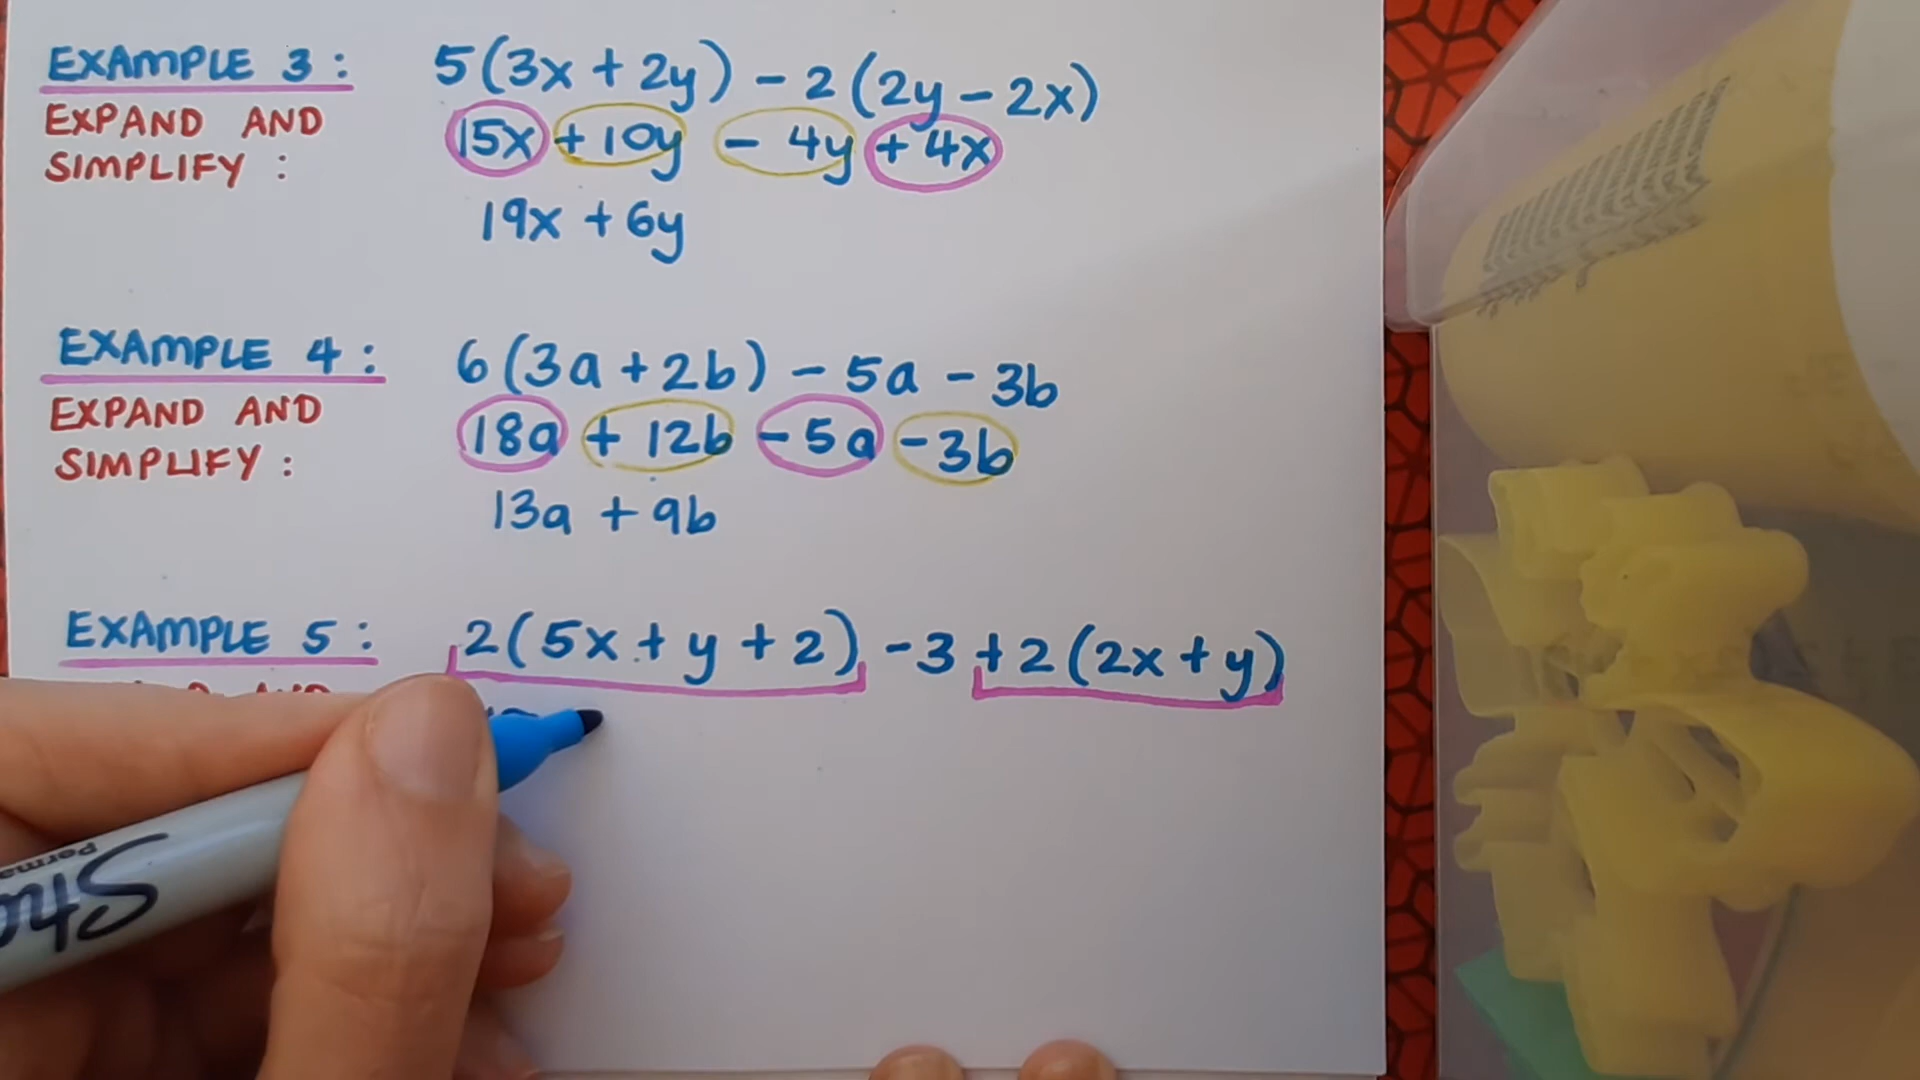 EXAMPLE 3 : 5(3x + 2y) - 2(2y - 2x)
EXPAND AND 15x + 10y - 4y + 4x
SIMPLIFY :
19x + 6y
EXAMPLE 4 : 6(3a + 2b) - 5a - 3b
EXPAND AND 18a + 12b - 5a - 3b
SIMPLIFY :
13a + 9b
EXAMPLE 5 : 2(5x + y + 2) - 3 + 2(2x + y)